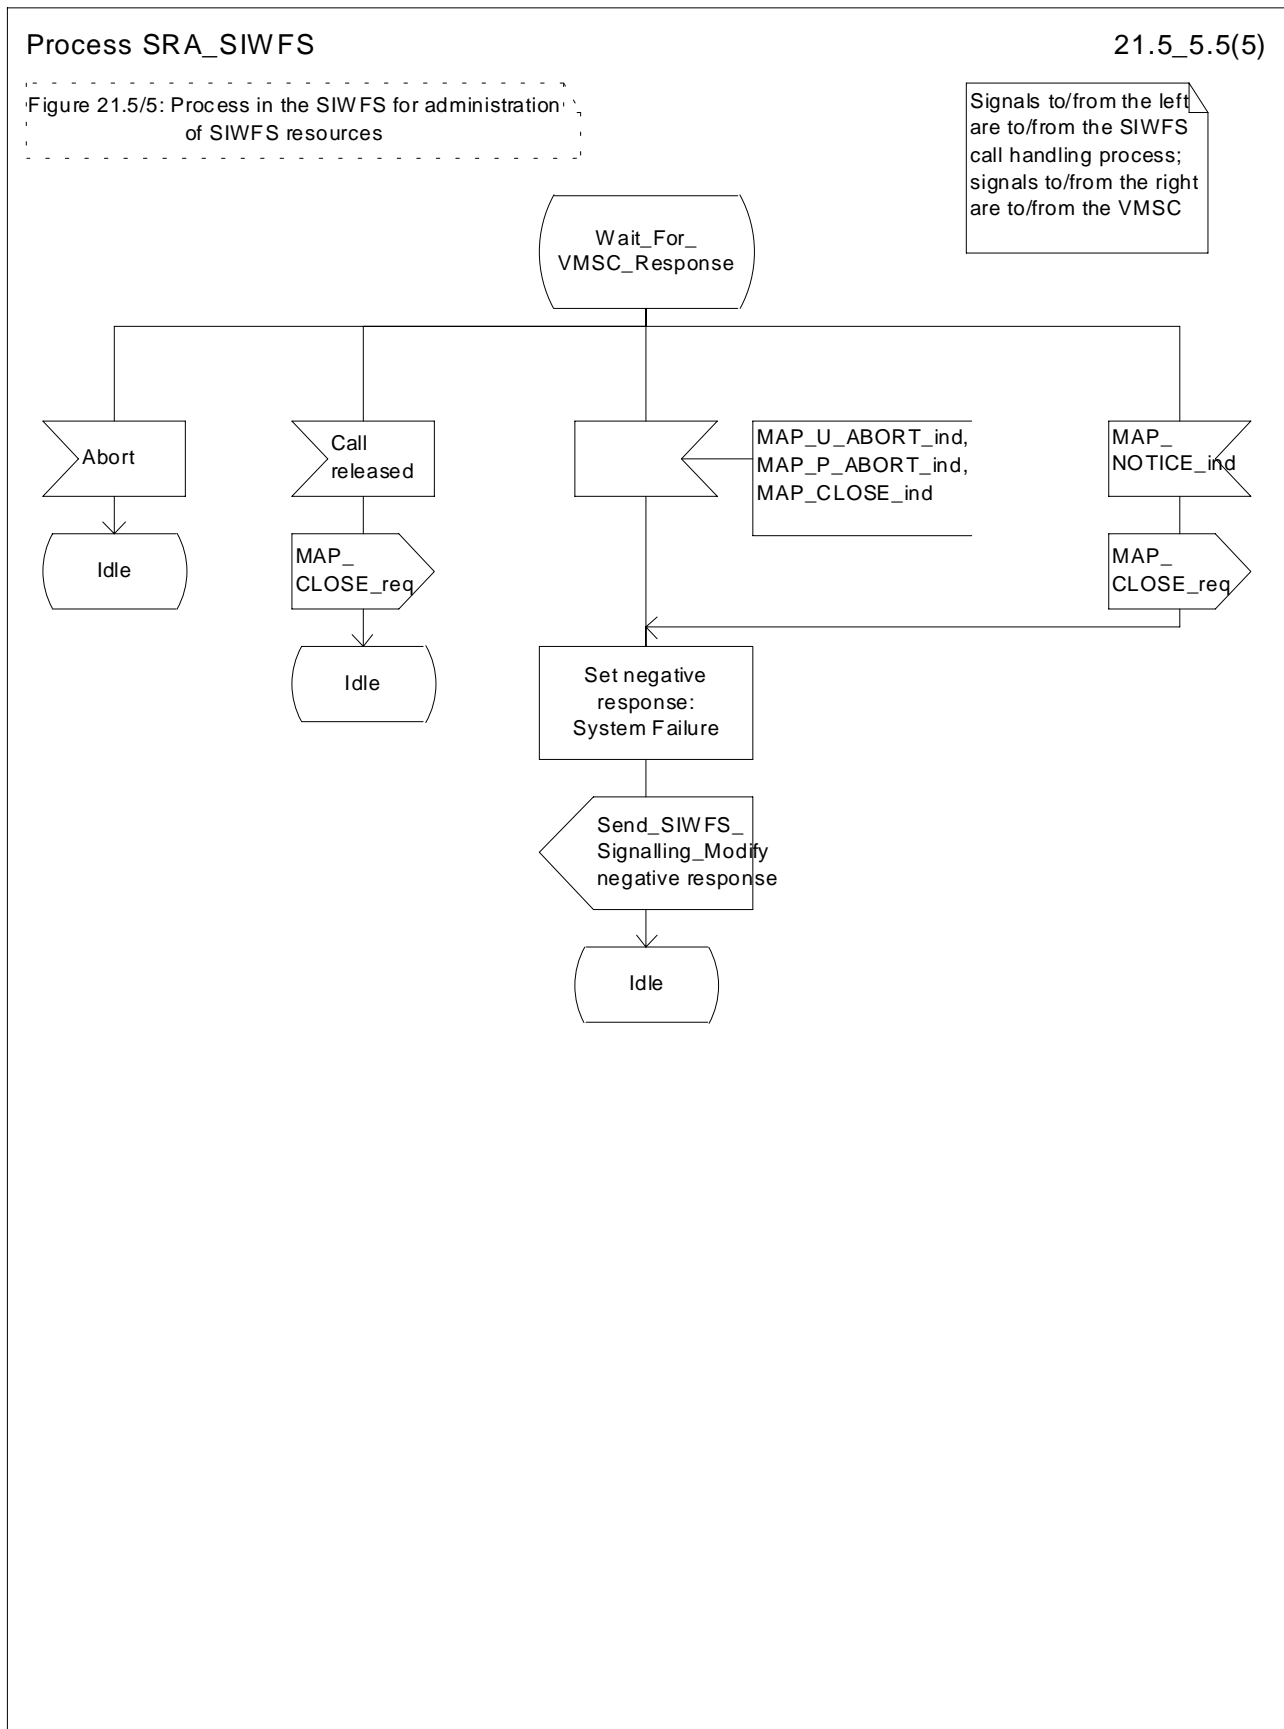 Process SRA_SIWFS
21.5_5.5(5)
Figure 21.5/5: Process in the SIWFS for administration
of SIWFS resources
Signals to/from the left
are to/from the SIWFS
call handling process;
signals to/from the right
are to/from the VMSC
Wait_For_
VMSC_Response
Abort
Call
released
MAP_U_ABORT_ind,
MAP_P_ABORT_ind,
MAP_CLOSE_ind
MAP_
NOTICE_ind
Idle
MAP_
CLOSE_req
MAP_
CLOSE_req
Idle
Set negative
response:
System Failure
Send_SIWFS_
Signalling_Modify
negative response
Idle